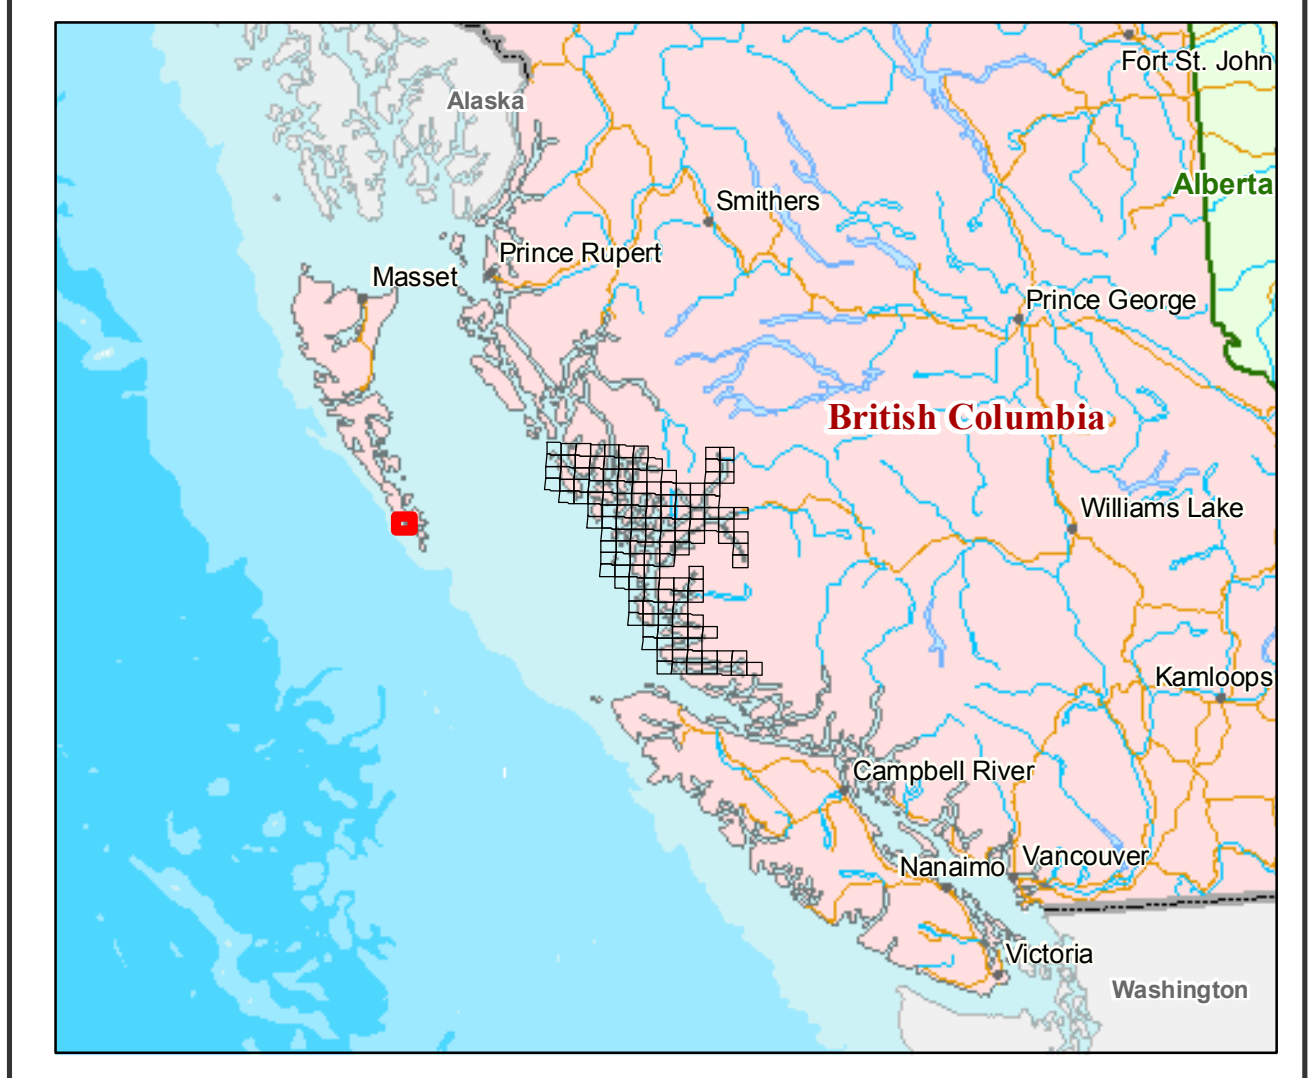 Fort St. John
Alaska
Alberta
Smithers
Prince Rupert
Masset
Prince George
British Columbia
Williams Lake
Kamloops
Campbell River
Vancouver
Nanaimo
Victoria
Washington